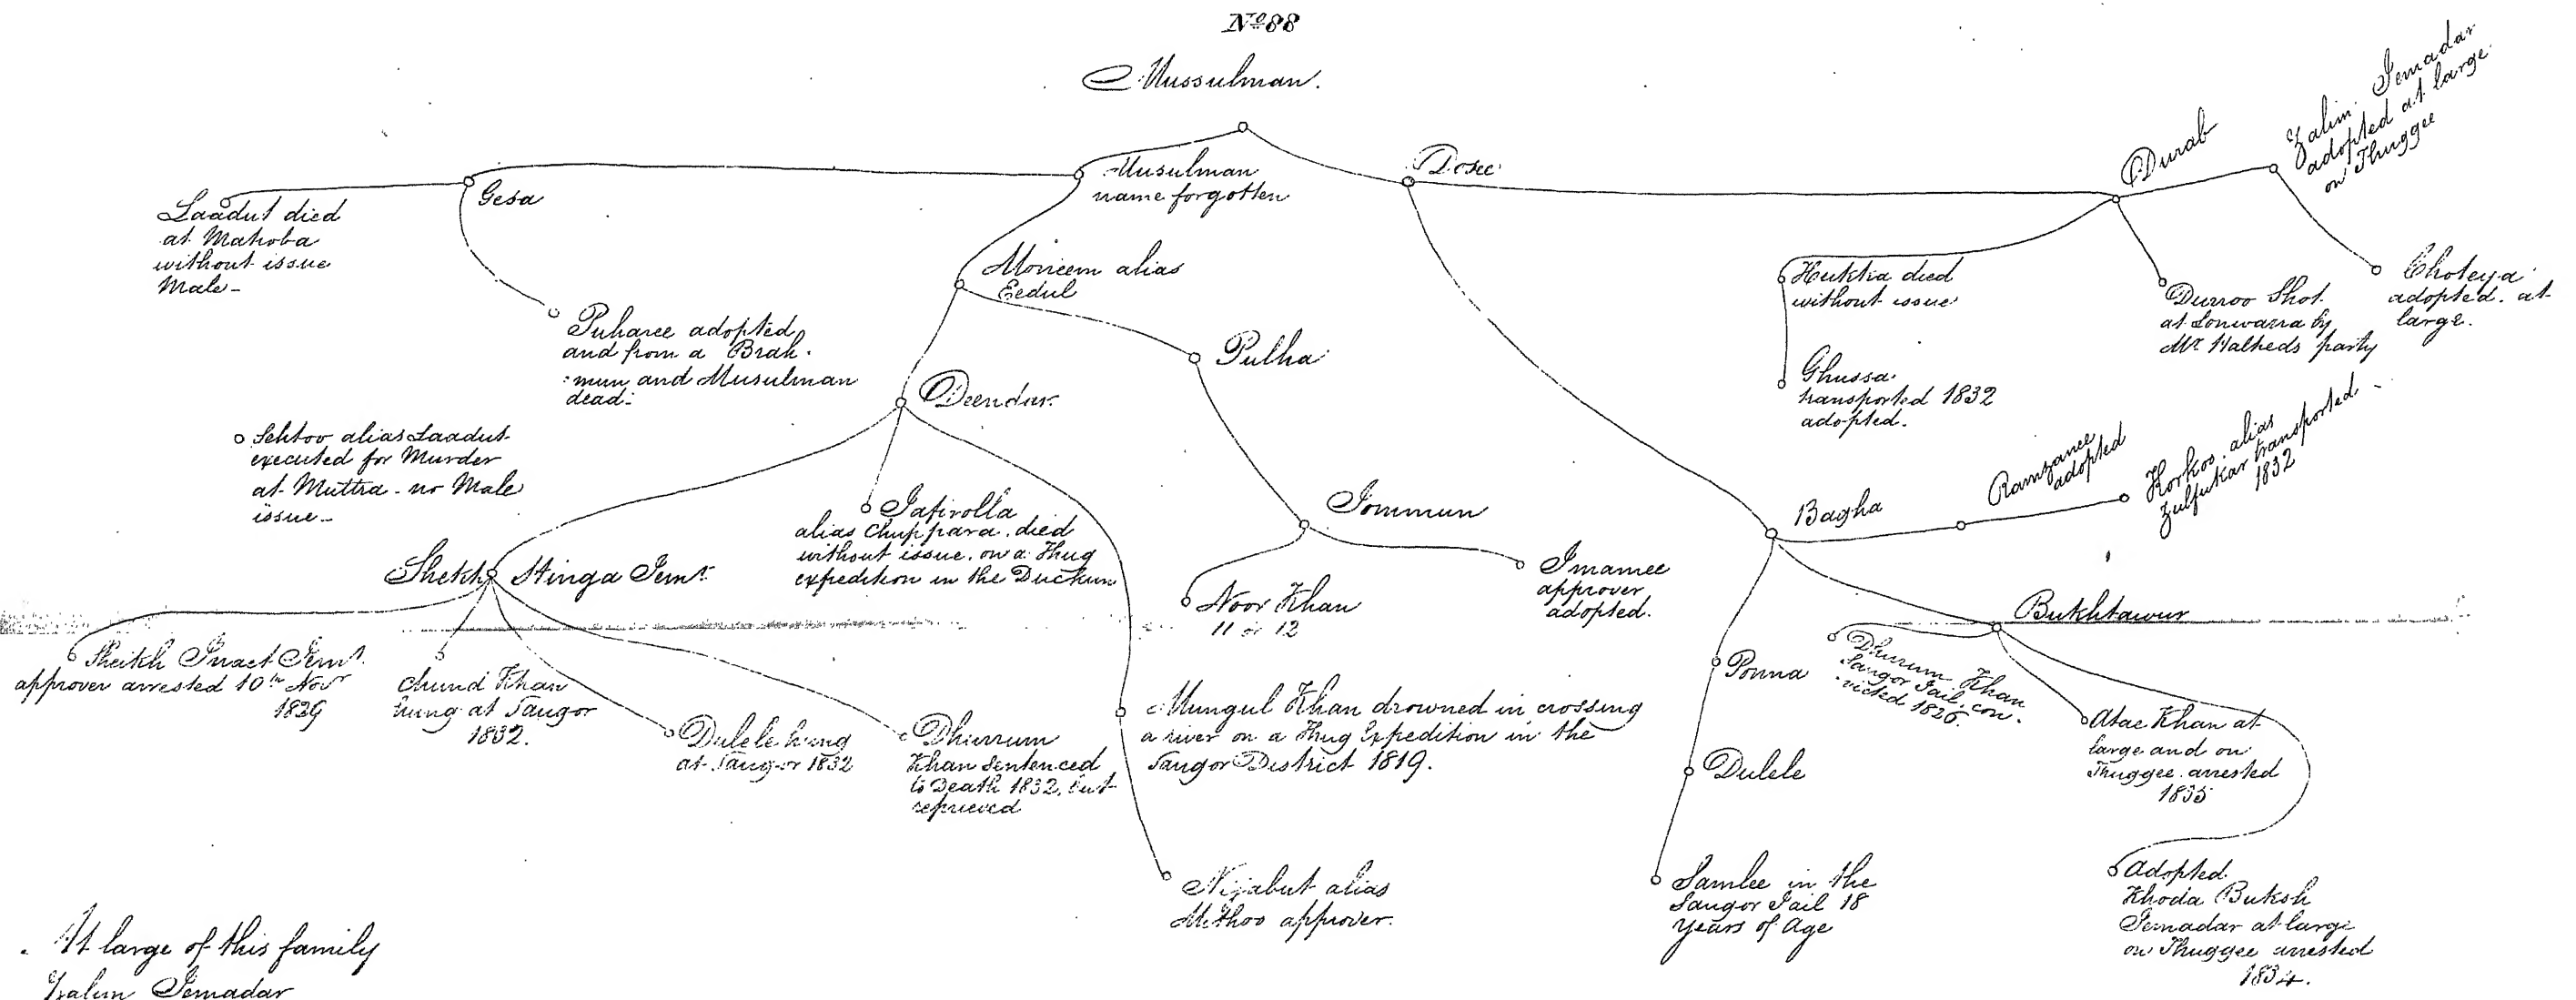 No 88
Mussulman.
Laadut died
at Mahoba
without issue
Male -
Gesa
Musulman
name forgotten
Dosee
Durab
Zalim Jemadar
adopted at large
on Thuggee
Puharee adopted
and from a Brah-
:mun and Musulman
dead:
Moneem alias
Eedul
Hukka died
without issue
Durroo Shot
at Sonwarra by
Mr. Halheds party
Choteya
adopted. at
large.
Pulha
Deendar
Ghussa
transported 1832
adopted.
Sehtoo alias Laadut
executed for Murder
at Muttra - no Male
issue -
Jafirolla
alias Chuppara. died
without issue. on a Thug
expedition in the Duckun
Jommun
Bagha
Ramzanee
adopted
Korkoo alias
Zulfukar transported -
1832
Shekh Hinga Jemr.
Noor Khan
11 or 12
Imamee
approver
adopted.
Bukhtawur
Sheikh Inaet Jemr.
approver arrested 10th Novr
1829
Chund Khan
hung at Saugor
1832.
Dulele hung
at Saugor 1832
Dhurrum
Khan sentenced
to Death 1832, but
reprieved
Mungul Khan drowned in crossing
a river on a Thug Expedition in the
Saugor District 1819.
Ponna
Dhurum Khan
Saugor Jail. con-
:victed 1826.
Atae Khan at
large and on
Thuggee. arrested
1835
Dulele
Nijabut alias
Mithoo approver.
Samlee in the
Saugor Jail 18
years of Age
Adopted
Khoda Buksh
Jemadar at large
on Thuggee arrested
1834.
At large of this family
Zalim Jemadar